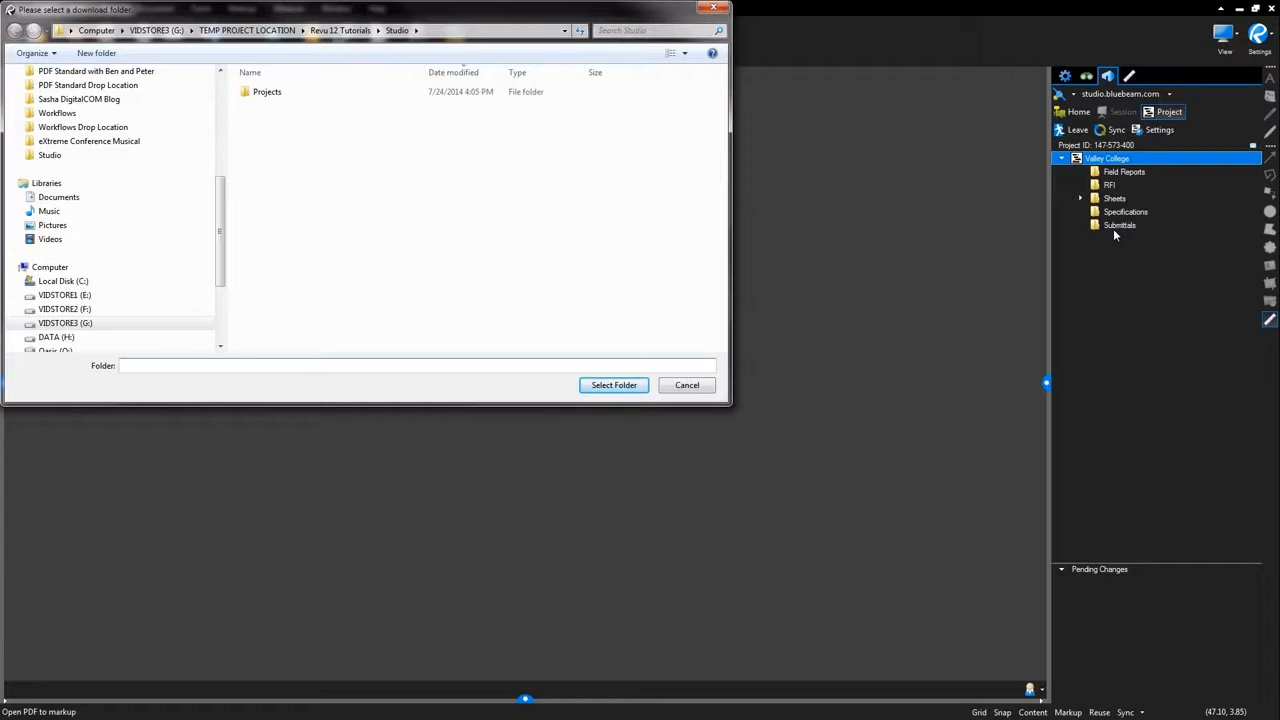 Please select a download folder.
Computer VIDSTORE3 (G:) TEMP PROJECT LOCATION Revu 12 Tutorials Studio
Search Studio
Organize New folder
PDF Standard with Ben and Peter
PDF Standard Drop Location
Sasha DigitalCOM Blog
Workflows
Workflows Drop Location
eXtreme Conference Musical
Studio
Libraries
Documents
Music
Pictures
Videos
Computer
Local Disk (C:)
VIDSTORE1 (E:)
VIDSTORE2 (F:)
VIDSTORE3 (G:)
DATA (H:)
Oasis (O:)
Name Date modified Type Size
Projects 7/24/2014 4:05 PM File folder
Folder:
Select Folder Cancel
View Settings
studio.bluebeam.com
Home Session Project
Leave Sync Settings
Project ID: 147-573-400
Valley College
Field Reports
RFI
Sheets
Specifications
Submittals
Pending Changes
Open PDF to markup
Grid Snap Content Markup Reuse Sync (47.10, 3.85)